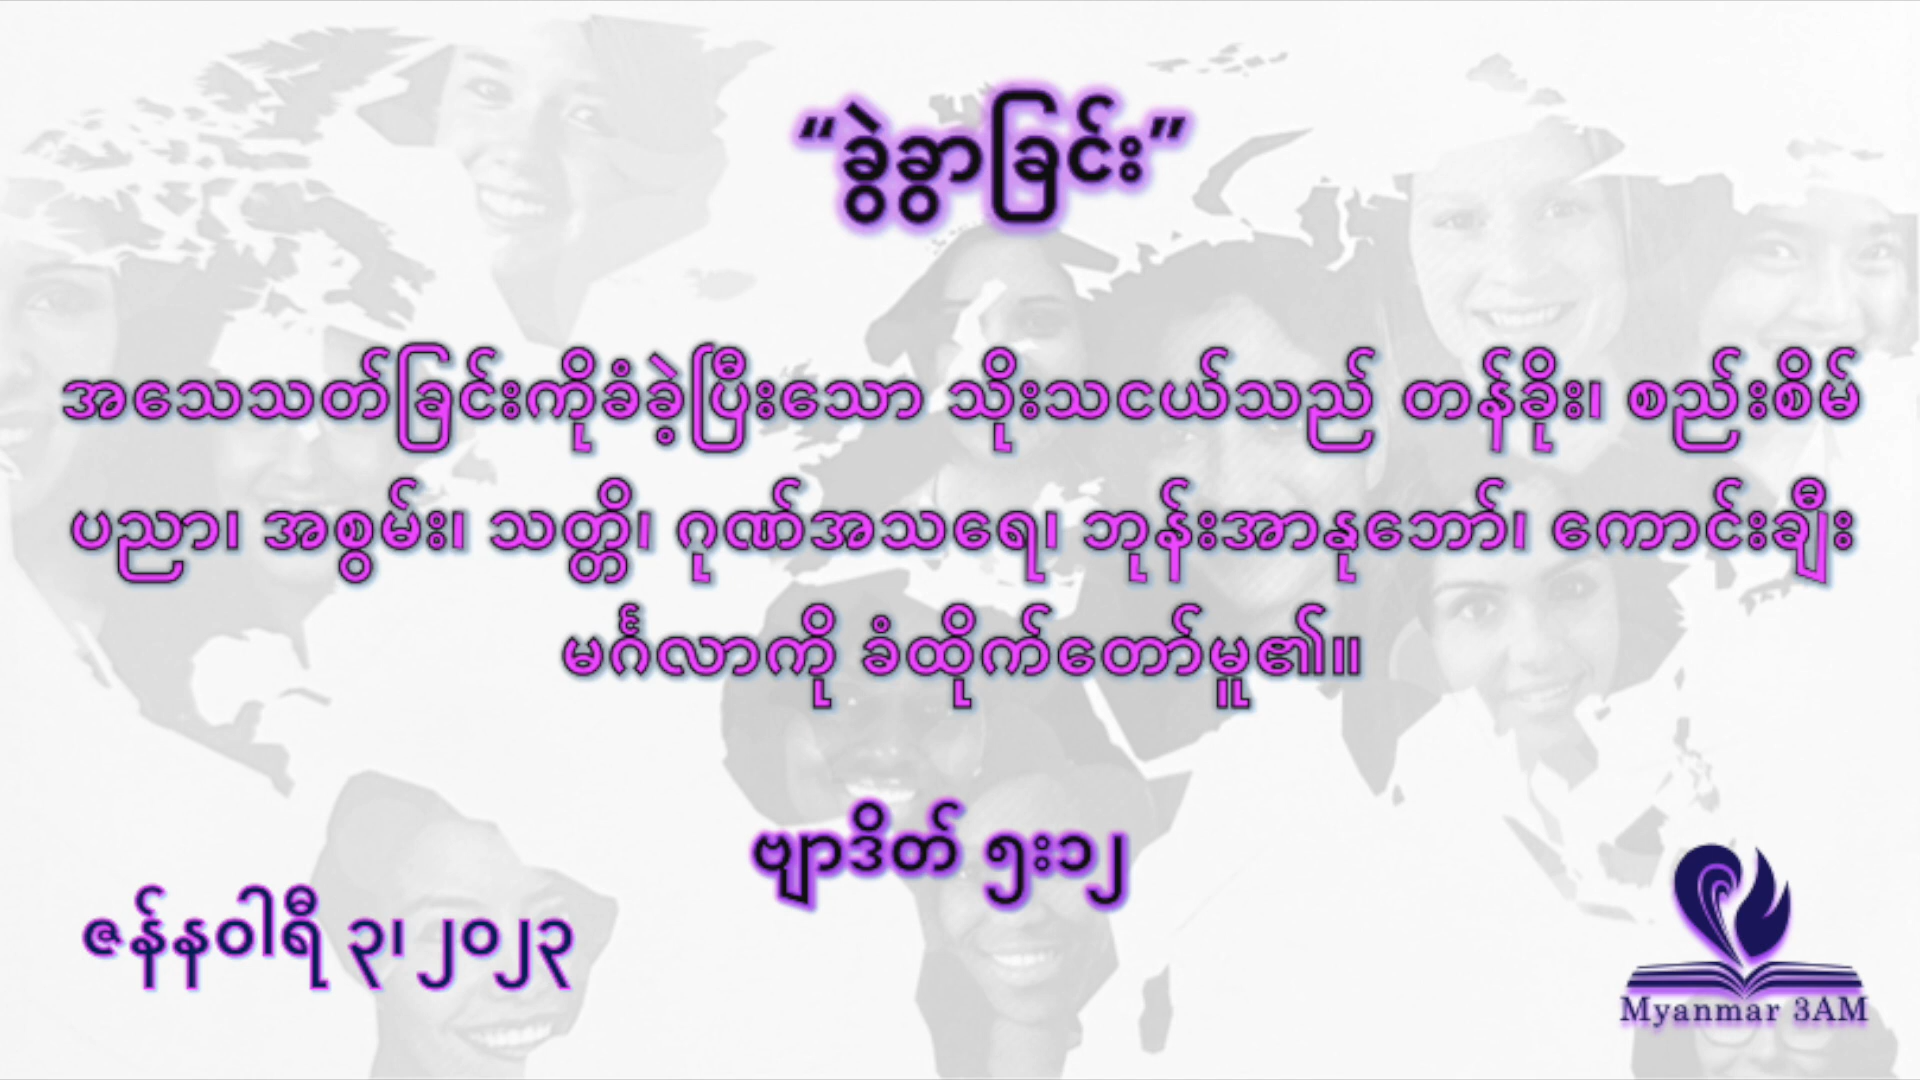 “ခွဲခွာခြင်း”
အသေသတ်ခြင်းကိုခံခဲ့ပြီးသော သိုးသငယ်သည် တန်ခိုး၊ စည်းစိမ်
ပညာ၊ အစွမ်း၊ သတ္တိ၊ ဂုဏ်အသရေ၊ ဘုန်းအာနုဘော်၊ ကောင်းချီး
မင်္ဂလာကို ခံထိုက်တော်မူ၏။
ဗျာဒိတ် ၅း၁၂
ဇန်နဝါရီ ၃၊ ၂၀၂၃
Myanmar 3AM